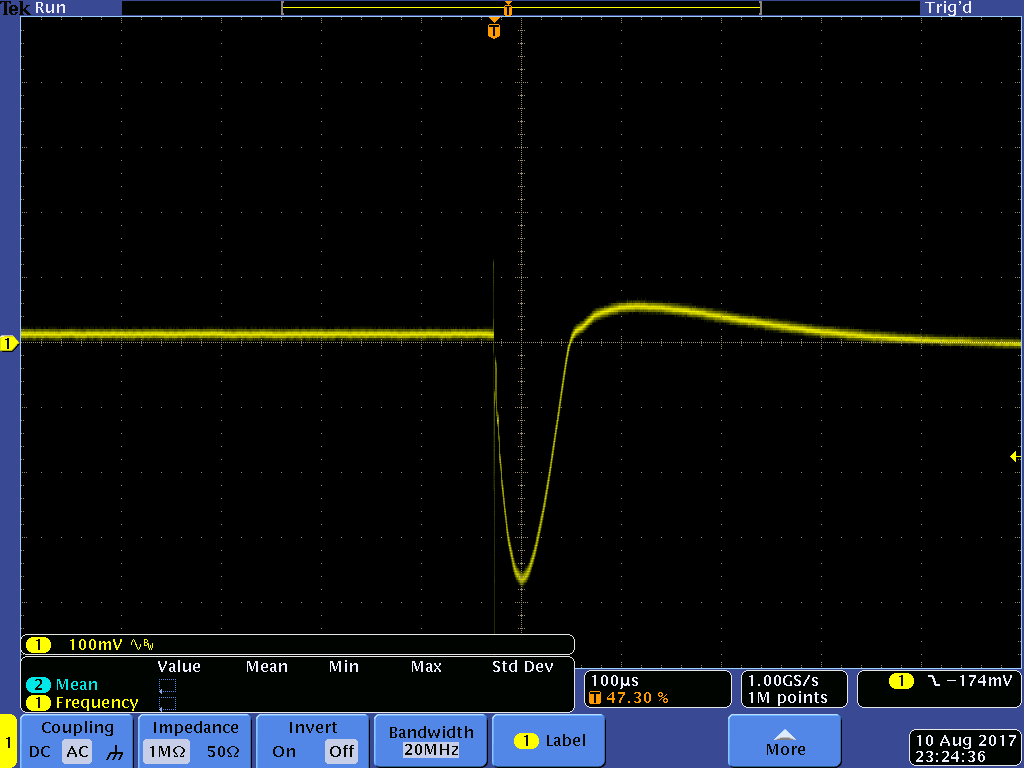 Tek Run Trig'd
T
T
1
1 100mV ∿ BW
Value Mean Min Max Std Dev
2 Mean
1 Frequency
100µs
T 47.30 %
1.00GS/s
1M points
1 -174mV
1
Coupling
DC AC
Impedance
1MΩ 50Ω
Invert
On Off
Bandwidth
20MHz
1 Label
More
10 Aug 2017
23:24:36